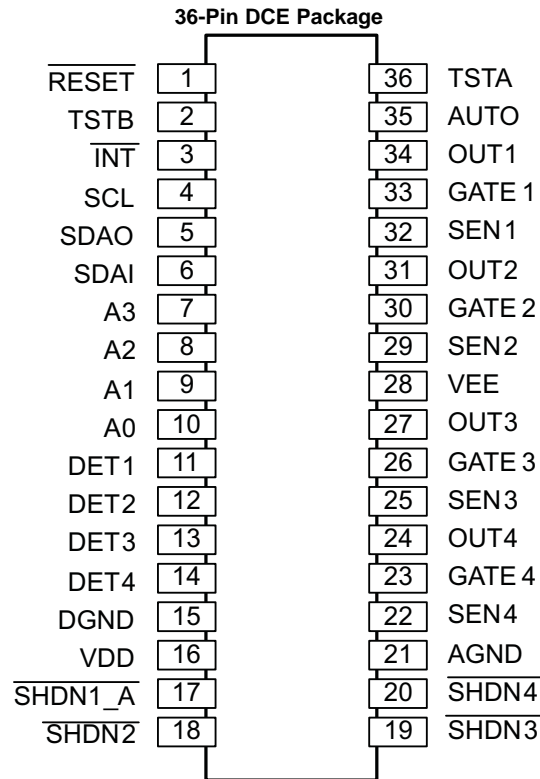 36-Pin DCE Package
RESET 1 36 TSTA
TSTB 2 35 AUTO
INT 3 34 OUT1
SCL 4 33 GATE 1
SDAO 5 32 SEN1
SDAI 6 31 OUT2
A3 7 30 GATE 2
A2 8 29 SEN2
A1 9 28 VEE
A0 10 27 OUT3
DET1 11 26 GATE 3
DET2 12 25 SEN3
DET3 13 24 OUT4
DET4 14 23 GATE 4
DGND 15 22 SEN4
VDD 16 21 AGND
SHDN1_A 17 20 SHDN4
SHDN2 18 19 SHDN3